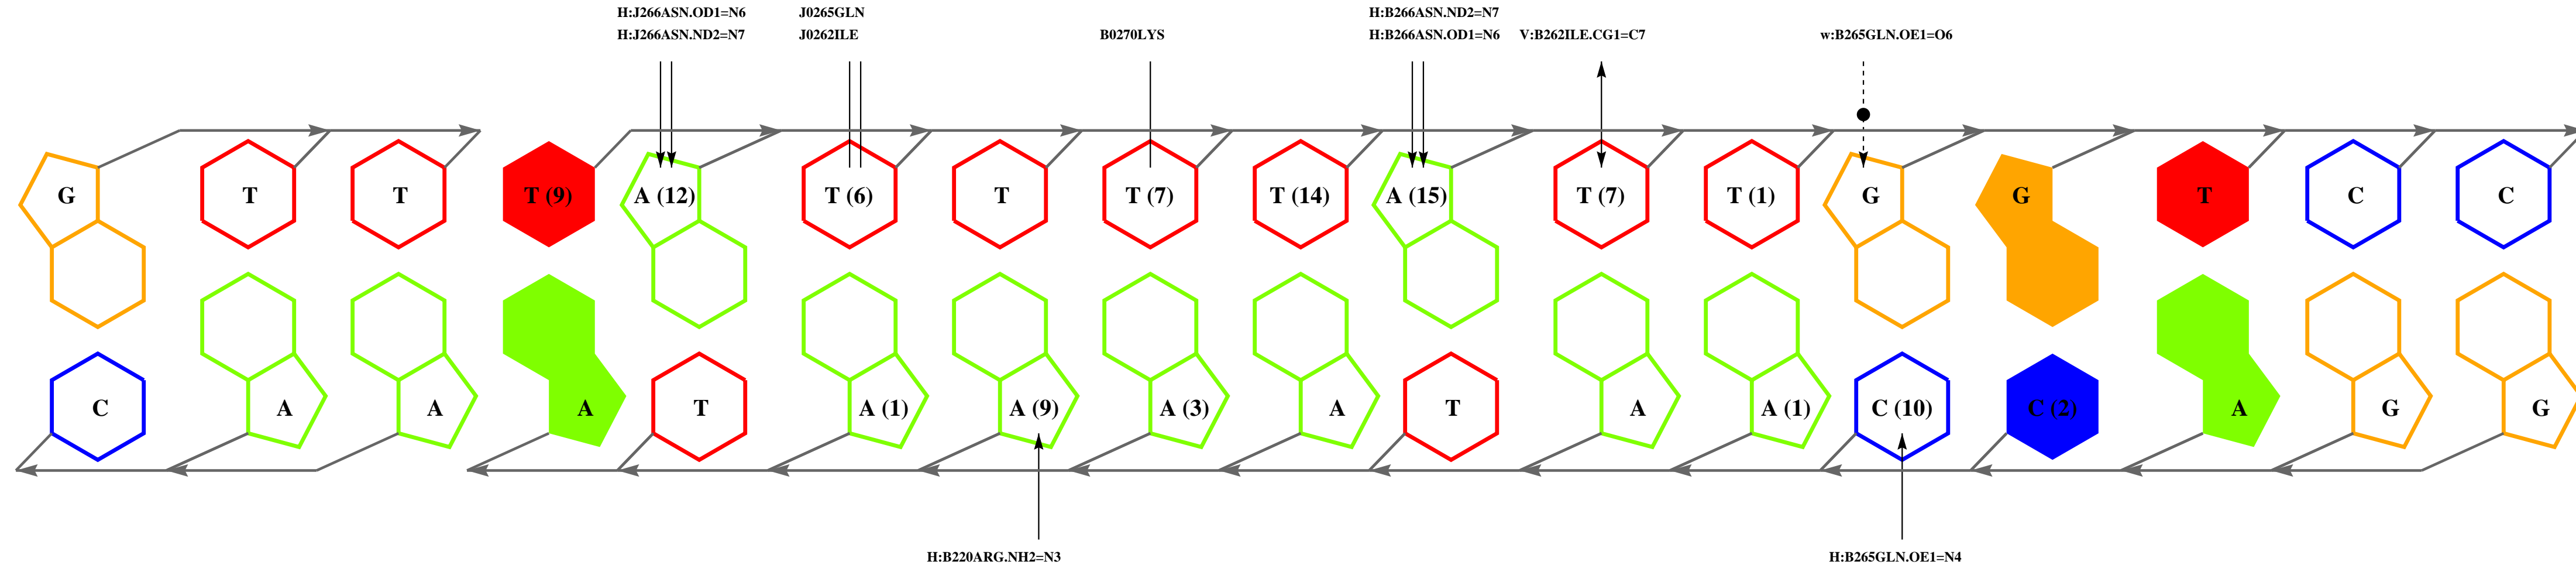 H:J266ASN.OD1=N6 J0265GLN H:B266ASN.ND2=N7
H:J266ASN.ND2=N7 J0262ILE B0270LYS H:B266ASN.OD1=N6 V:B262ILE.CG1=C7 w:B265GLN.OE1=O6
G T T T (9) A (12) T (6) T T (7) T (14) A (15) T (7) T (1) G G T C C
C A A A T A (1) A (9) A (3) A T A A (1) C (10) C (2) A G G
H:B220ARG.NH2=N3 H:B265GLN.OE1=N4